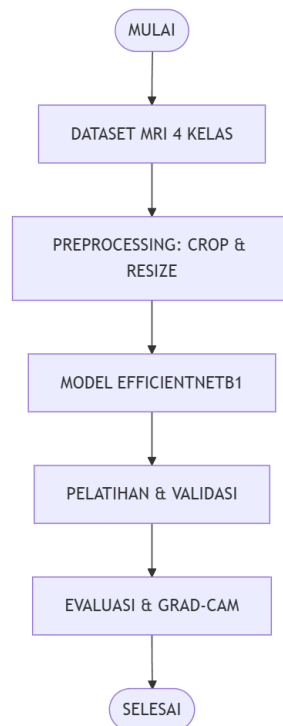 MULAI
DATASET MRI 4 KELAS
PREPROCESSING: CROP &
RESIZE
MODEL EFFICIENTNETB1
PELATIHAN & VALIDASI
EVALUASI & GRAD-CAM
SELESAI